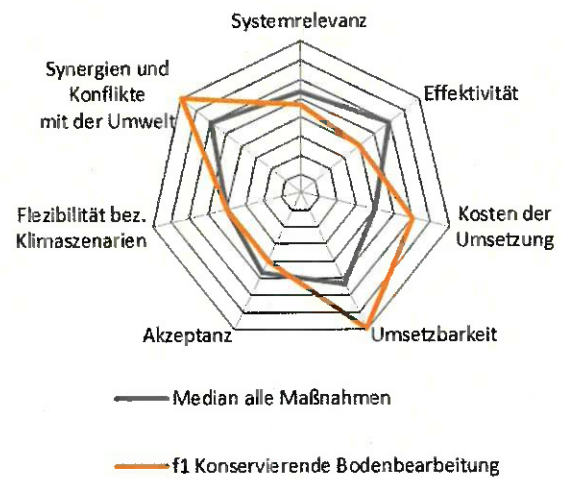 Systemrelevanz
Synergien und
Konflikte
mit der Umwelt
Effektivität
Flezibilität bez.
Klimaszenarien
Kosten der
Umsetzung
Akzeptanz
Umsetzbarkeit
Median alle Maßnahmen
f1 Konservierende Bodenbearbeitung